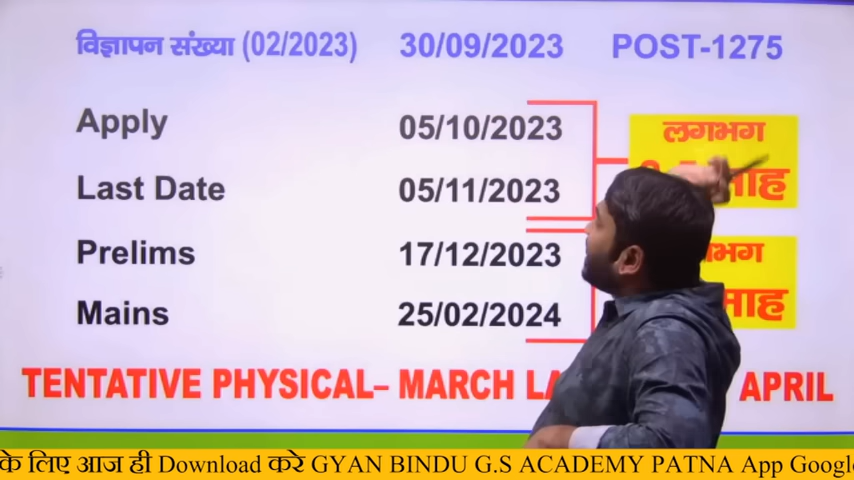 विज्ञापन संख्या (02/2023) 30/09/2023 POST-1275
Apply 05/10/2023
Last Date 05/11/2023
Prelims 17/12/2023
Mains 25/02/2024
लगभग
TENTATIVE PHYSICAL– MARCH APRIL
के लिए आज ही Download करे GYAN BINDU G.S ACADEMY PATNA App Google